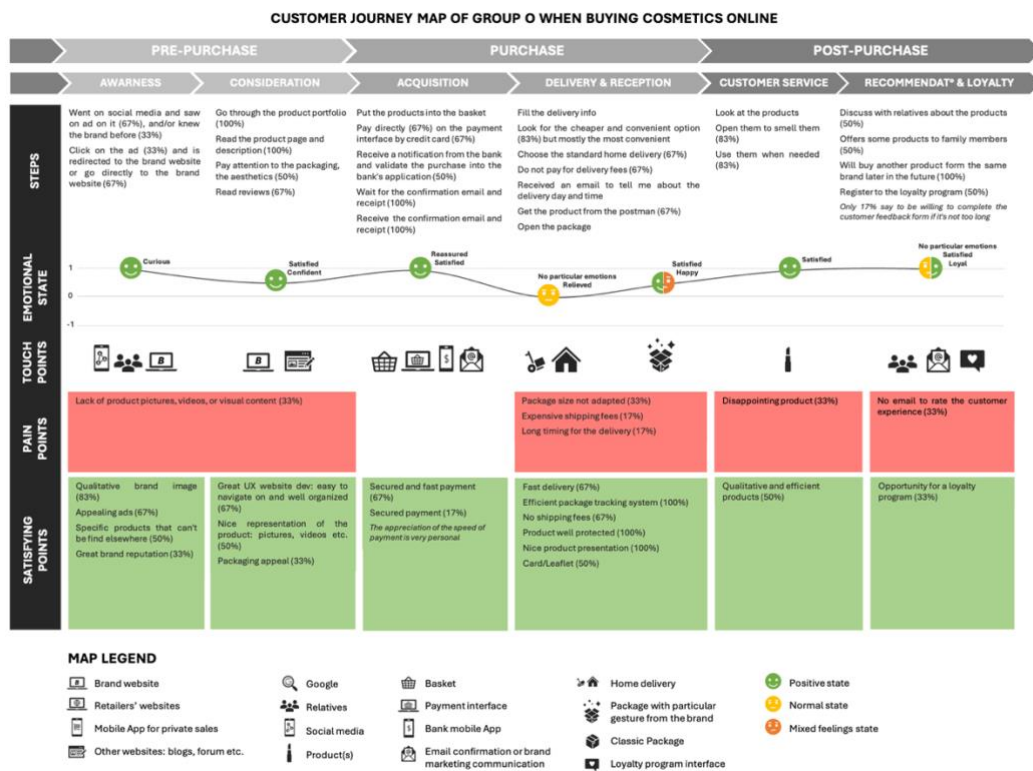 CUSTOMER JOURNEY MAP OF GROUP O WHEN BUYING COSMETICS ONLINE
PRE-PURCHASE
PURCHASE
POST-PURCHASE
AWARNESS
CONSIDERATION
ACQUISITION
DELIVERY & RECEPTION
CUSTOMER SERVICE
RECOMMENDAT° & LOYALTY
STEPS
Went on social media and saw
on ad on it (67%), and/or knew
the brand before (33%)
Click on the ad (33%) and is
redirected to the brand website
or go directly to the brand
website (67%)
Go through the product portfolio
(100%)
Read the product page and
description (100%)
Pay attention to the packaging,
the aesthetics (50%)
Read reviews (67%)
Put the products into the basket
Pay directly (67%) on the payment
interface by credit card (67%)
Receive a notification from the bank
and validate the purchase into the
bank's application (50%)
Wait for the confirmation email and
receipt (100%)
Receive the confirmation email and
receipt (100%)
Fill the delivery info
Look for the cheaper and convenient option
(83%) but mostly the most convenient
Choose the standard home delivery (67%)
Do not pay for delivery fees (67%)
Received an email to tell me about the
delivery day and time
Get the product from the postman (67%)
Open the package
Look at the products
Open them to smell them
(83%)
Use them when needed
(83%)
Discuss with relatives about the products
(50%)
Offers some products to family members
(50%)
Will buy another product form the same
brand later in the future (100%)
Register to the loyalty program (50%)
Only 17% say to be willing to complete the
customer feedback form if it's not too long
EMOTIONAL
STATE
1
0
-1
Curious
Satisfied
Confident
Reassured
Satisfied
No particular emotions
Relieved
Satisfied
Happy
Satisfied
No particular emotions
Satisfied
Loyal
TOUCH
POINTS
PAIN
POINTS
Lack of product pictures, videos, or visual content (33%)
Package size not adapted (33%)
Expensive shipping fees (17%)
Long timing for the delivery (17%)
Disappointing product (33%)
No email to rate the customer
experience (33%)
SATISFYING
POINTS
Qualitative brand image
(83%)
Appealing ads (67%)
Specific products that can't
be find elsewhere (50%)
Great brand reputation (33%)
Great UX website dev: easy to
navigate on and well organized
(67%)
Nice representation of the
product: pictures, videos etc.
(50%)
Packaging appeal (33%)
Secured and fast payment
(67%)
Secured payment (17%)
The appreciation of the speed of
payment is very personal
Fast delivery (67%)
Efficient package tracking system (100%)
No shipping fees (67%)
Product well protected (100%)
Nice product presentation (100%)
Card/Leaflet (50%)
Qualitative and efficient
products (50%)
Opportunity for a loyalty
program (33%)
MAP LEGEND
Brand website
Retailers' websites
Mobile App for private sales
Other websites: blogs, forum etc.
Google
Relatives
Social media
Product(s)
Basket
Payment interface
Bank mobile App
Email confirmation or brand
marketing communication
Home delivery
Package with particular
gesture from the brand
Classic Package
Loyalty program interface
Positive state
Normal state
Mixed feelings state